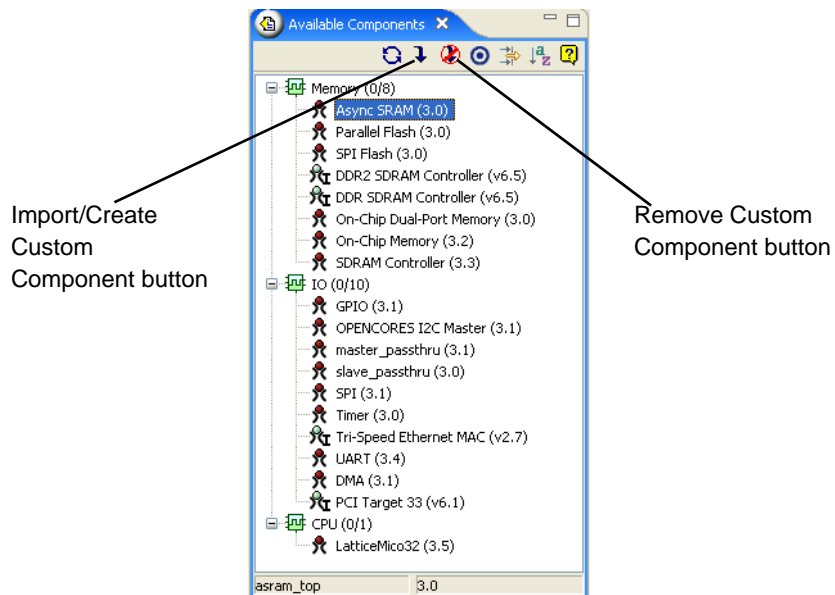 Available Components
Memory (0/8)
Async SRAM (3.0)
Parallel Flash (3.0)
SPI Flash (3.0)
DDR2 SDRAM Controller (v6.5)
DDR SDRAM Controller (v6.5)
On-Chip Dual-Port Memory (3.0)
On-Chip Memory (3.2)
SDRAM Controller (3.3)
IO (0/10)
GPIO (3.1)
OPENCORES I2C Master (3.1)
master_passthru (3.1)
slave_passthru (3.0)
SPI (3.1)
Timer (3.0)
Tri-Speed Ethernet MAC (v2.7)
UART (3.4)
DMA (3.1)
PCI Target 33 (v6.1)
CPU (0/1)
LatticeMico32 (3.5)
asram_top 3.0
Import/Create
Custom
Component button
Remove Custom
Component button